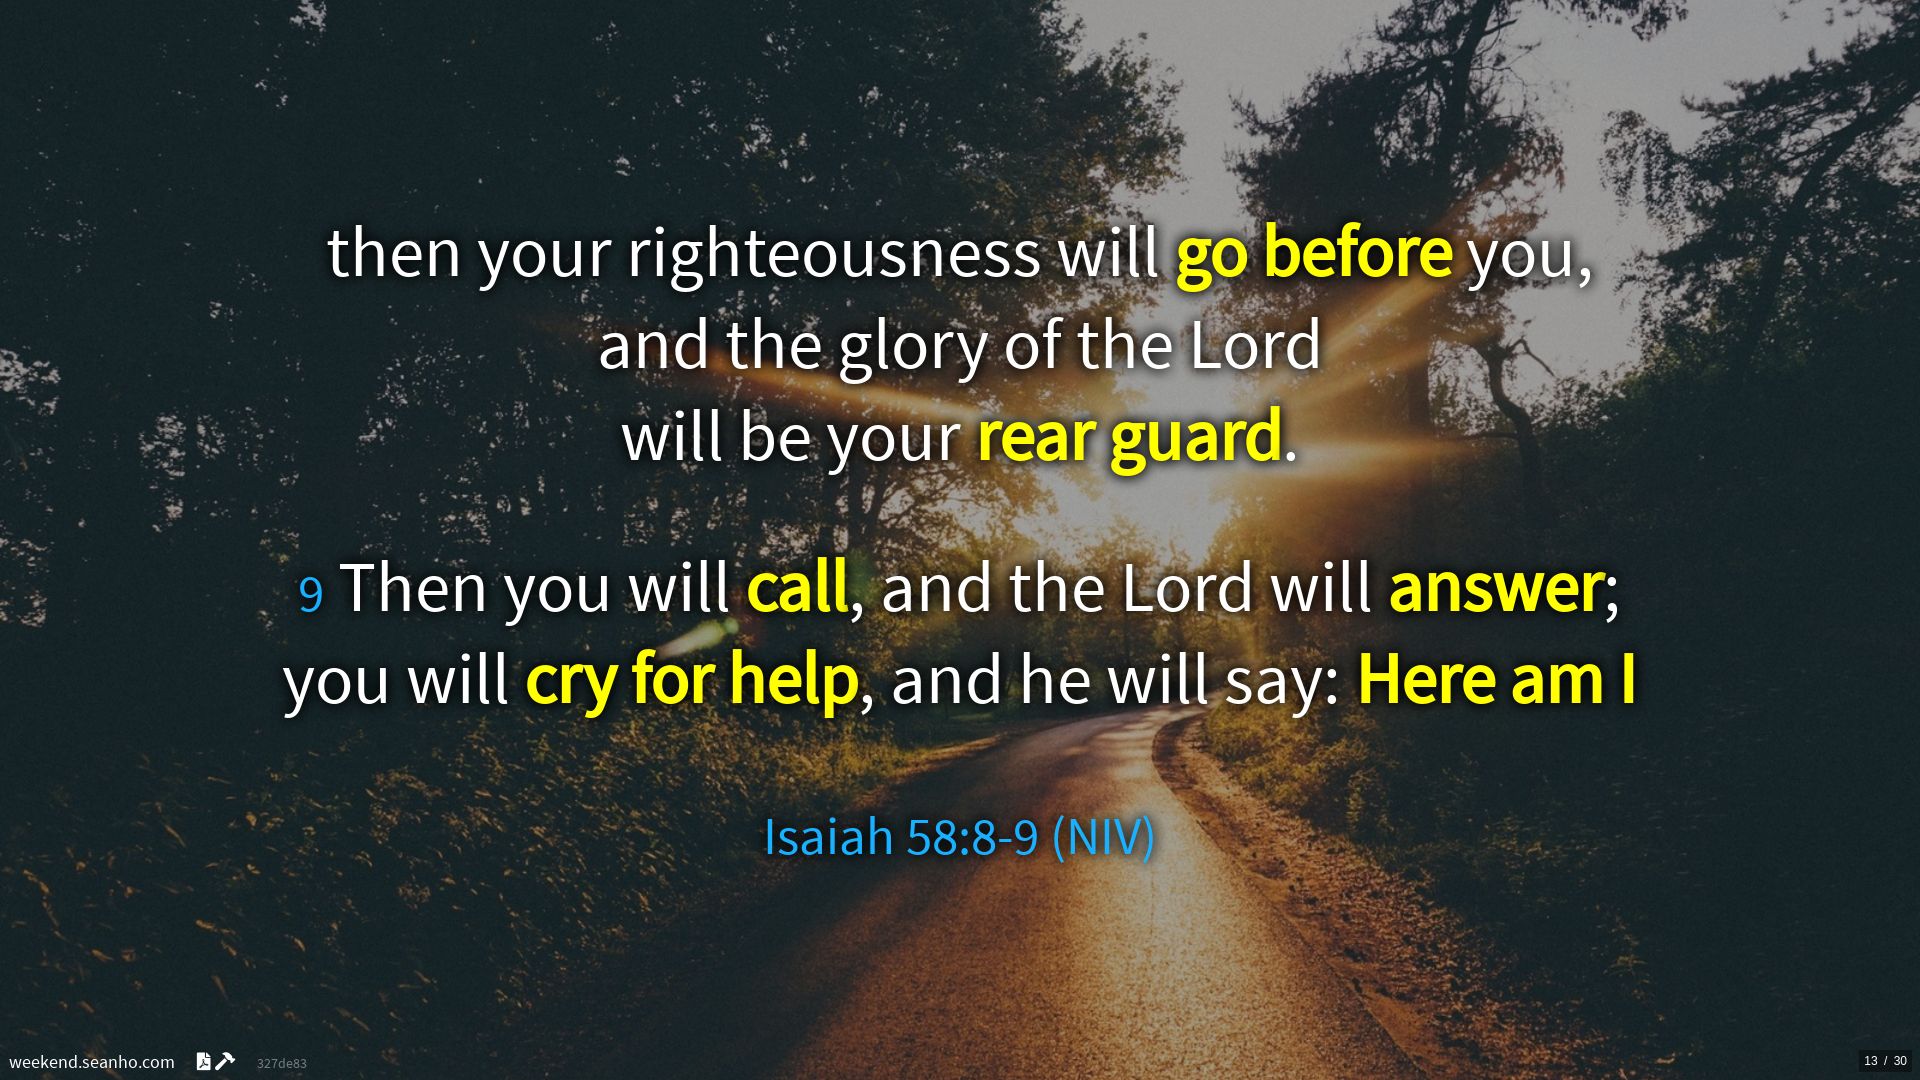 then your righteousness will go before you,
and the glory of the Lord
will be your rear guard.
9 Then you will call, and the Lord will answer;
you will cry for help, and he will say: Here am I
Isaiah 58:8-9 (NIV)
weekend.seanho.com 327de83
13 / 30